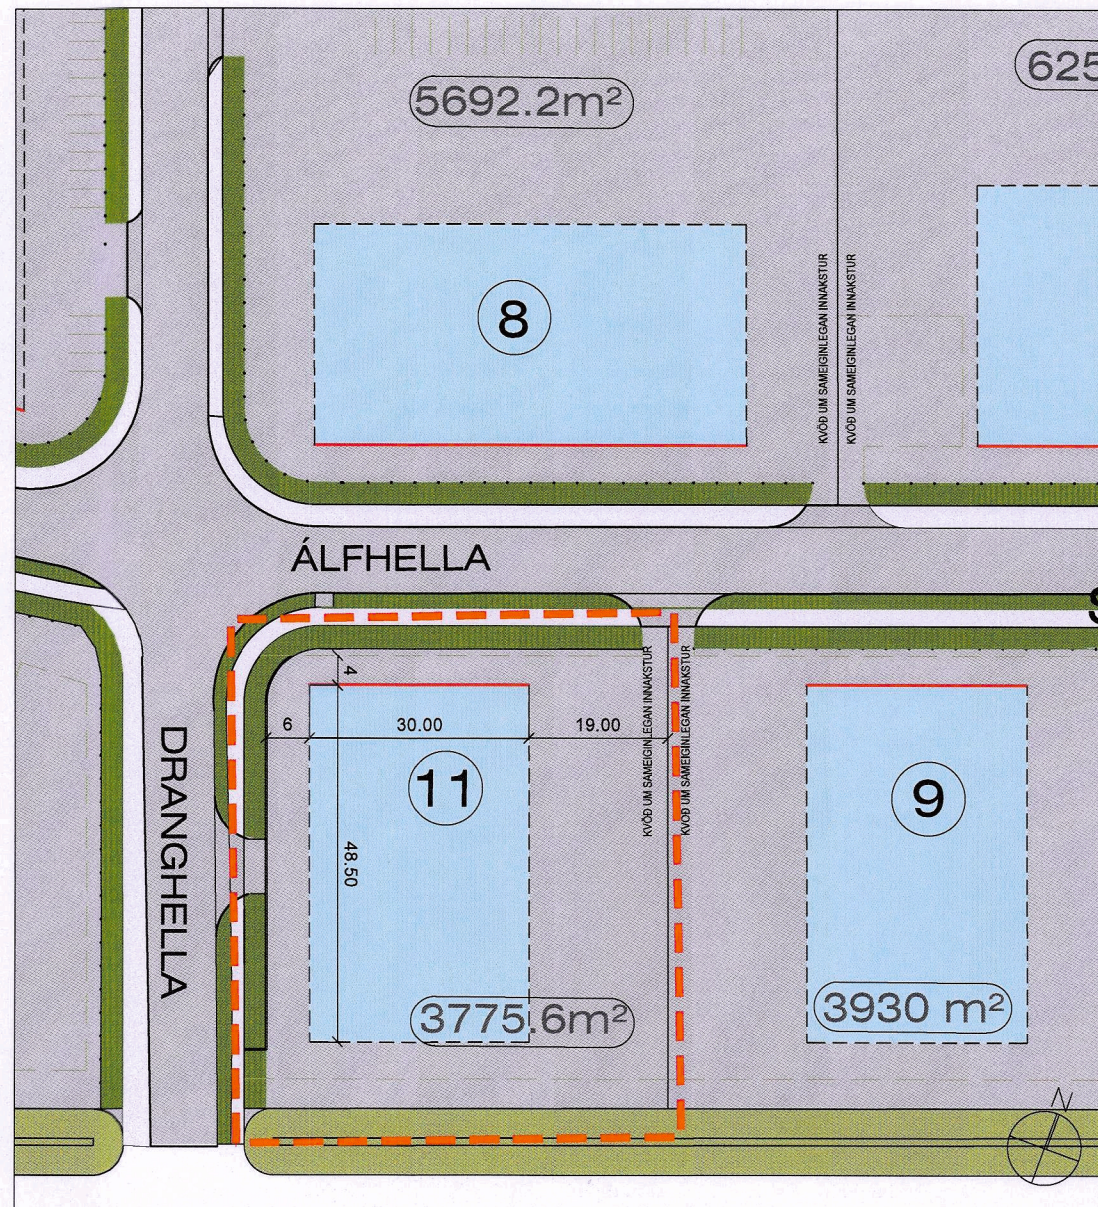 5692.2m²
625
8
KVÖÐ UM SAMEIGINLEGAN INNAKSTUR
KVÖÐ UM SAMEIGINLEGAN INNAKSTUR
ÁLFHELLA
S
4
6
30.00
19.00
KVÖÐ UM SAMEIGINLEGAN INNAKSTUR
KVÖÐ UM SAMEIGINLEGAN INNAKSTUR
11
9
DRANGHELLA
48.50
3775.6m²
3930 m²
N